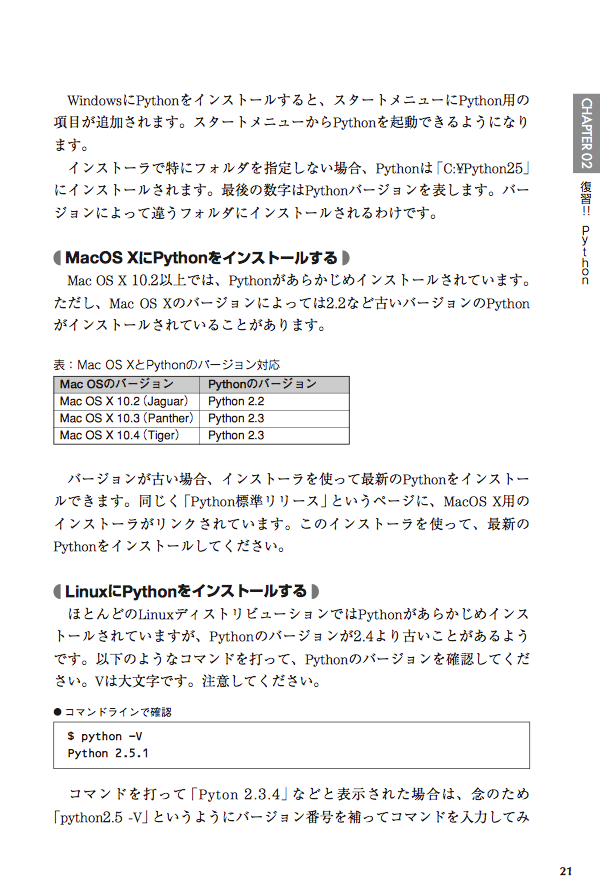 WindowsにPythonをインストールすると、スタートメニューにPython用の
項目が追加されます。スタートメニューからPythonを起動できるようになり
ます。
インストーラで特にフォルダを指定しない場合、Pythonは「C:¥Python25」
にインストールされます。最後の数字はPythonバージョンを表します。バー
ジョンによって違うフォルダにインストールされるわけです。
MacOS XにPythonをインストールする
Mac OS X 10.2以上では、Pythonがあらかじめインストールされています。
ただし、Mac OS Xのバージョンによっては2.2など古いバージョンのPython
がインストールされていることがあります。
表：Mac OS XとPythonのバージョン対応
Mac OSのバージョン Pythonのバージョン
Mac OS X 10.2（Jaguar） Python 2.2
Mac OS X 10.3（Panther） Python 2.3
Mac OS X 10.4（Tiger） Python 2.3
バージョンが古い場合、インストーラを使って最新のPythonをインストー
ルできます。同じく「Python標準リリース」というページに、MacOS X用の
インストーラがリンクされています。このインストーラを使って、最新の
Pythonをインストールしてください。
LinuxにPythonをインストールする
ほとんどのLinuxディストリビューションではPythonがあらかじめインス
トールされていますが、Pythonのバージョンが2.4より古いことがあるよう
です。以下のようなコマンドを打って、Pythonのバージョンを確認してくだ
さい。Vは大文字です。注意してください。
● コマンドラインで確認
$ python -V
Python 2.5.1
コマンドを打って「Pyton 2.3.4」などと表示された場合は、念のため
「python2.5 -V」というようにバージョン番号を補ってコマンドを入力してみ
CHAPTER 02
復習!! Python
21